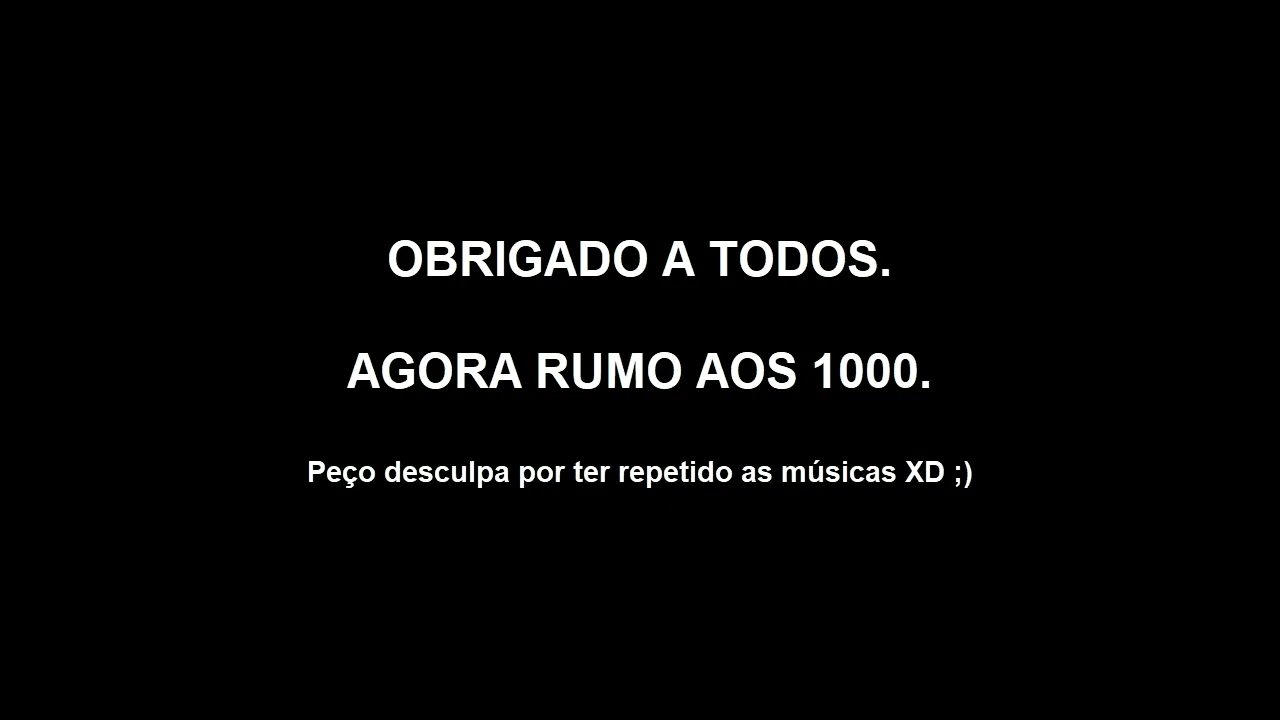 OBRIGADO A TODOS.
AGORA RUMO AOS 1000.
Peço desculpa por ter repetido as músicas XD ;)